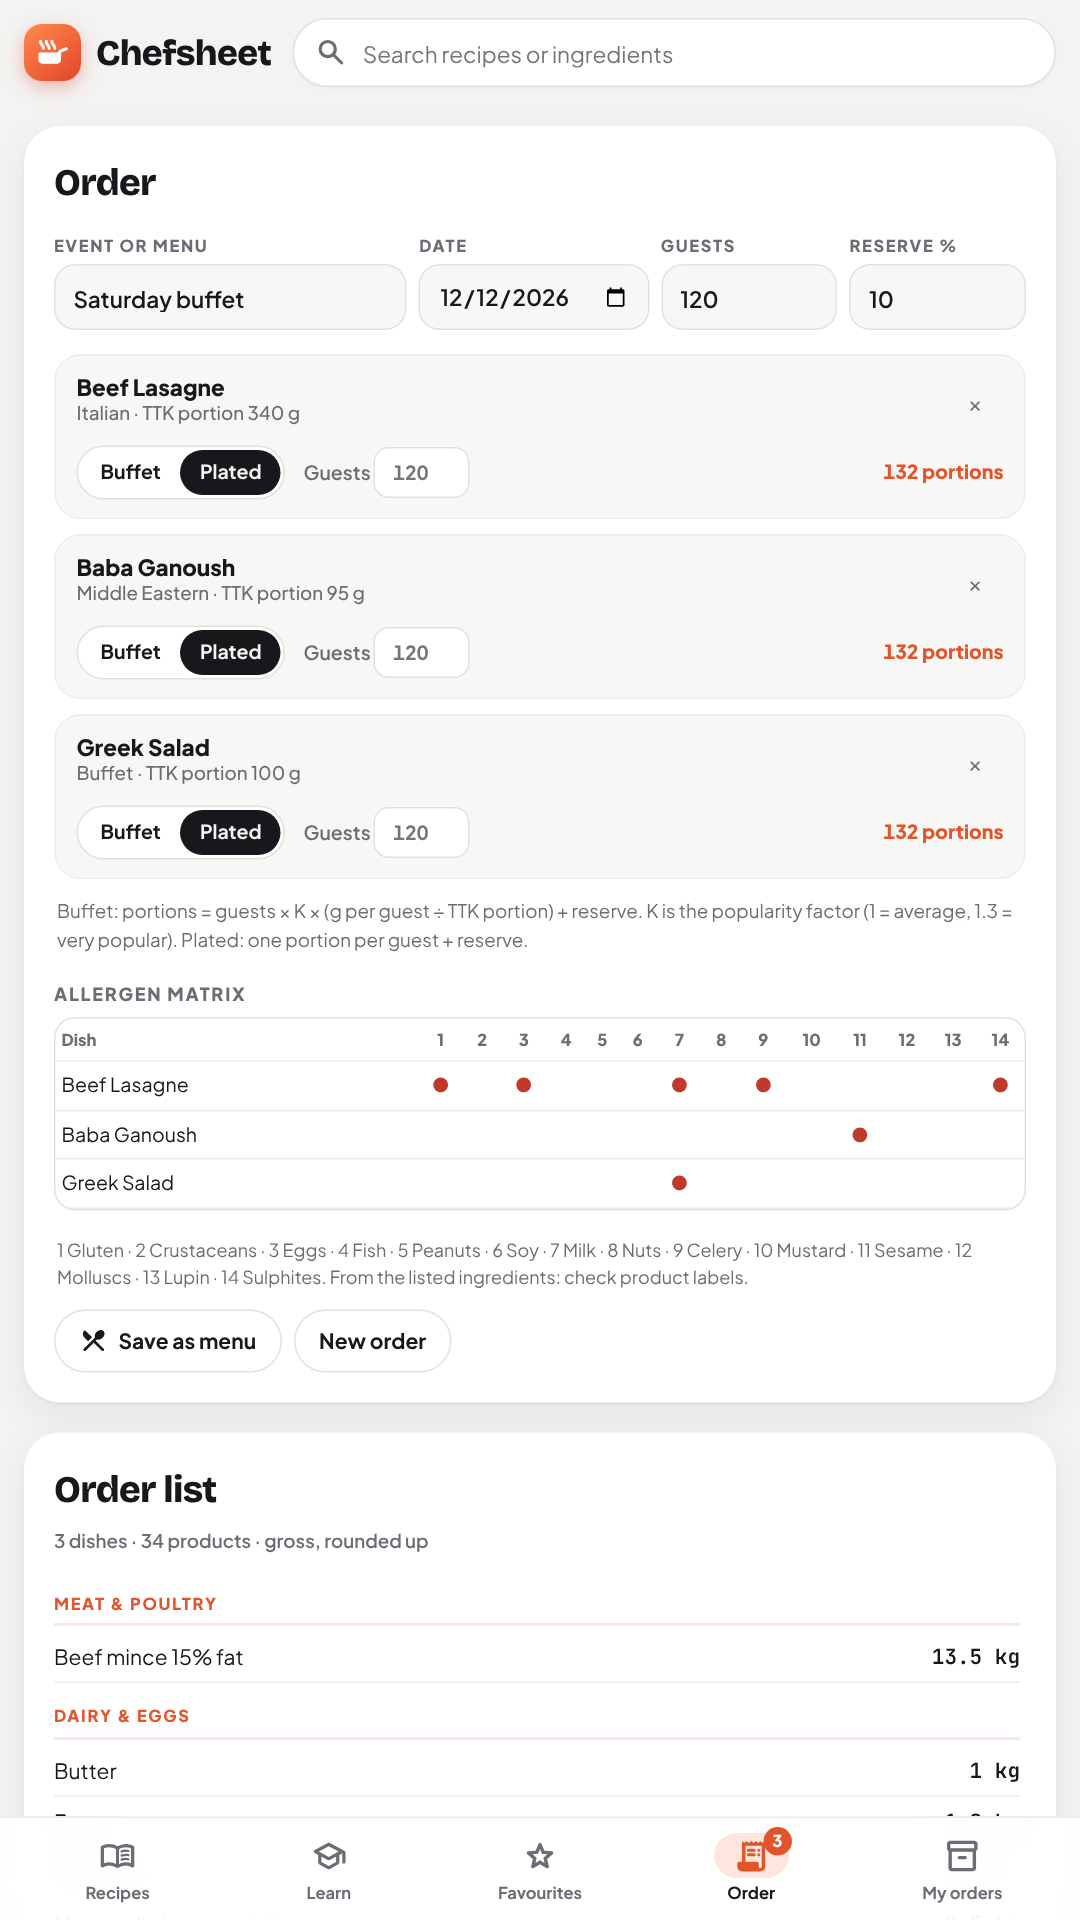 Chefsheet
Search recipes or ingredients
Order
EVENT OR MENU DATE GUESTS RESERVE %
Saturday buffet 12/12/2026 120 10
Beef Lasagne
Italian · TTK portion 340 g
×
Buffet Plated Guests 120 132 portions
Baba Ganoush
Middle Eastern · TTK portion 95 g
×
Buffet Plated Guests 120 132 portions
Greek Salad
Buffet · TTK portion 100 g
×
Buffet Plated Guests 120 132 portions
Buffet: portions = guests × K × (g per guest ÷ TTK portion) + reserve. K is the popularity factor (1 = average, 1.3 =
very popular). Plated: one portion per guest + reserve.
ALLERGEN MATRIX
Dish 1 2 3 4 5 6 7 8 9 10 11 12 13 14
Beef Lasagne
Baba Ganoush
Greek Salad
1 Gluten · 2 Crustaceans · 3 Eggs · 4 Fish · 5 Peanuts · 6 Soy · 7 Milk · 8 Nuts · 9 Celery · 10 Mustard · 11 Sesame · 12
Molluscs · 13 Lupin · 14 Sulphites. From the listed ingredients: check product labels.
Save as menu New order
Order list
3 dishes · 34 products · gross, rounded up
MEAT & POULTRY
Beef mince 15% fat 13.5 kg
DAIRY & EGGS
Butter 1 kg
3
Recipes Learn Favourites Order My orders